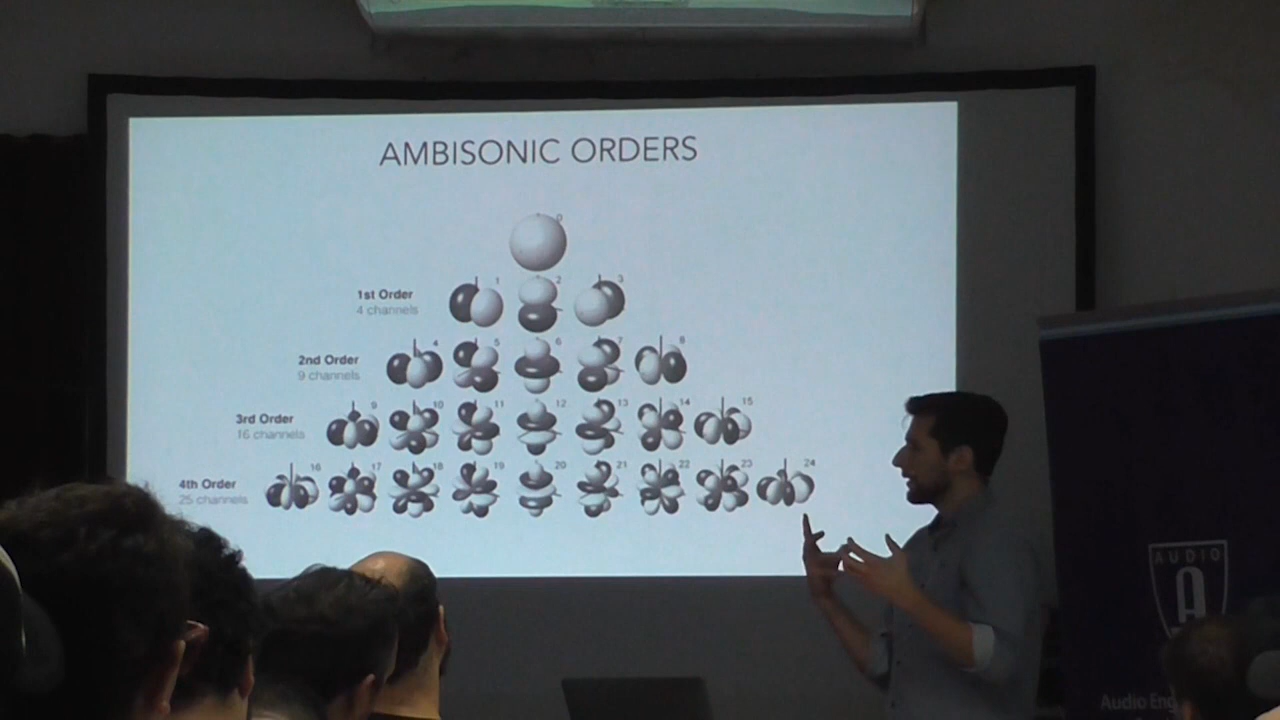 AMBISONIC ORDERS
0
1 2 3
1st Order
4 channels
4 5 6 7 8
2nd Order
9 channels
9 10 11 12 13 14 15
3rd Order
16 channels
16 17 18 19 20 21 22 23 24
4th Order
25 channels
AUDIO
A
Audio Eng